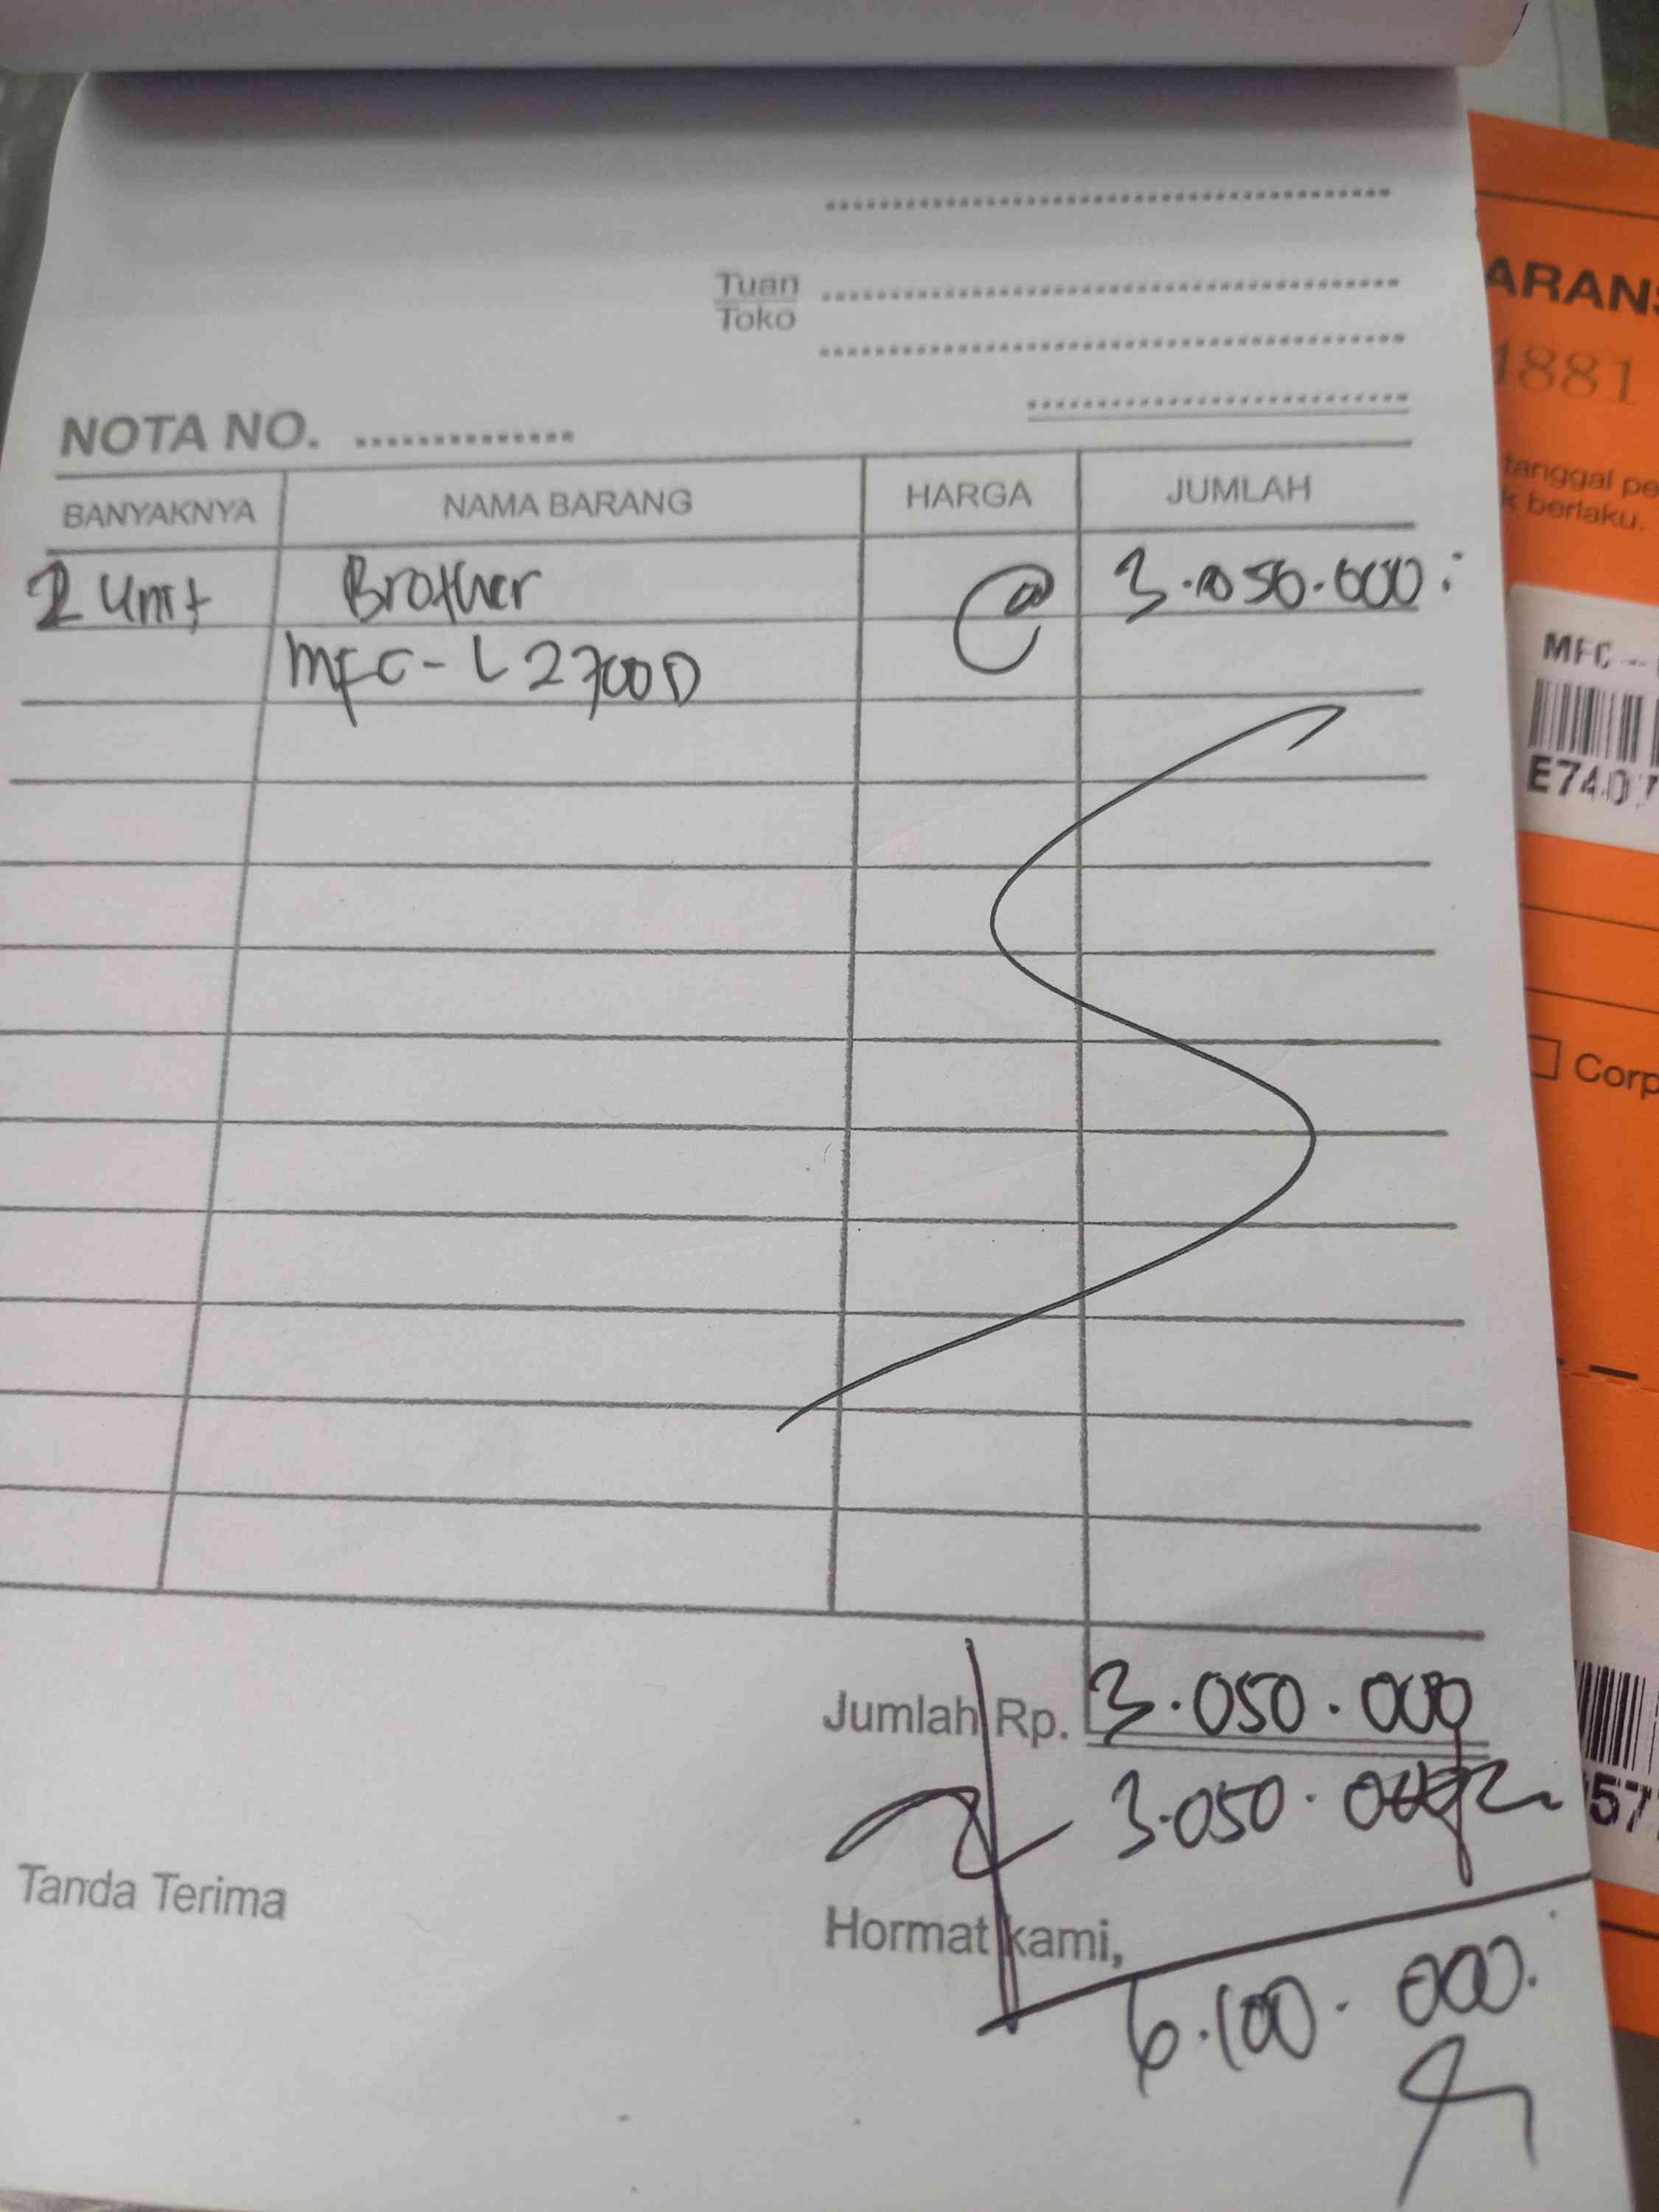 Tuan
Toko
NOTA NO.
BANYAKNYA NAMA BARANG HARGA JUMLAH
2 Unit Brother @ 3.050.000
MFC-L2700D
Jumlah Rp. 3.050.000
3.050.000
Tanda Terima
Hormat kami,
6.100.000
ARANS
1881
tanggal pe
k berlaku.
MFC -
E7407
Corp
57